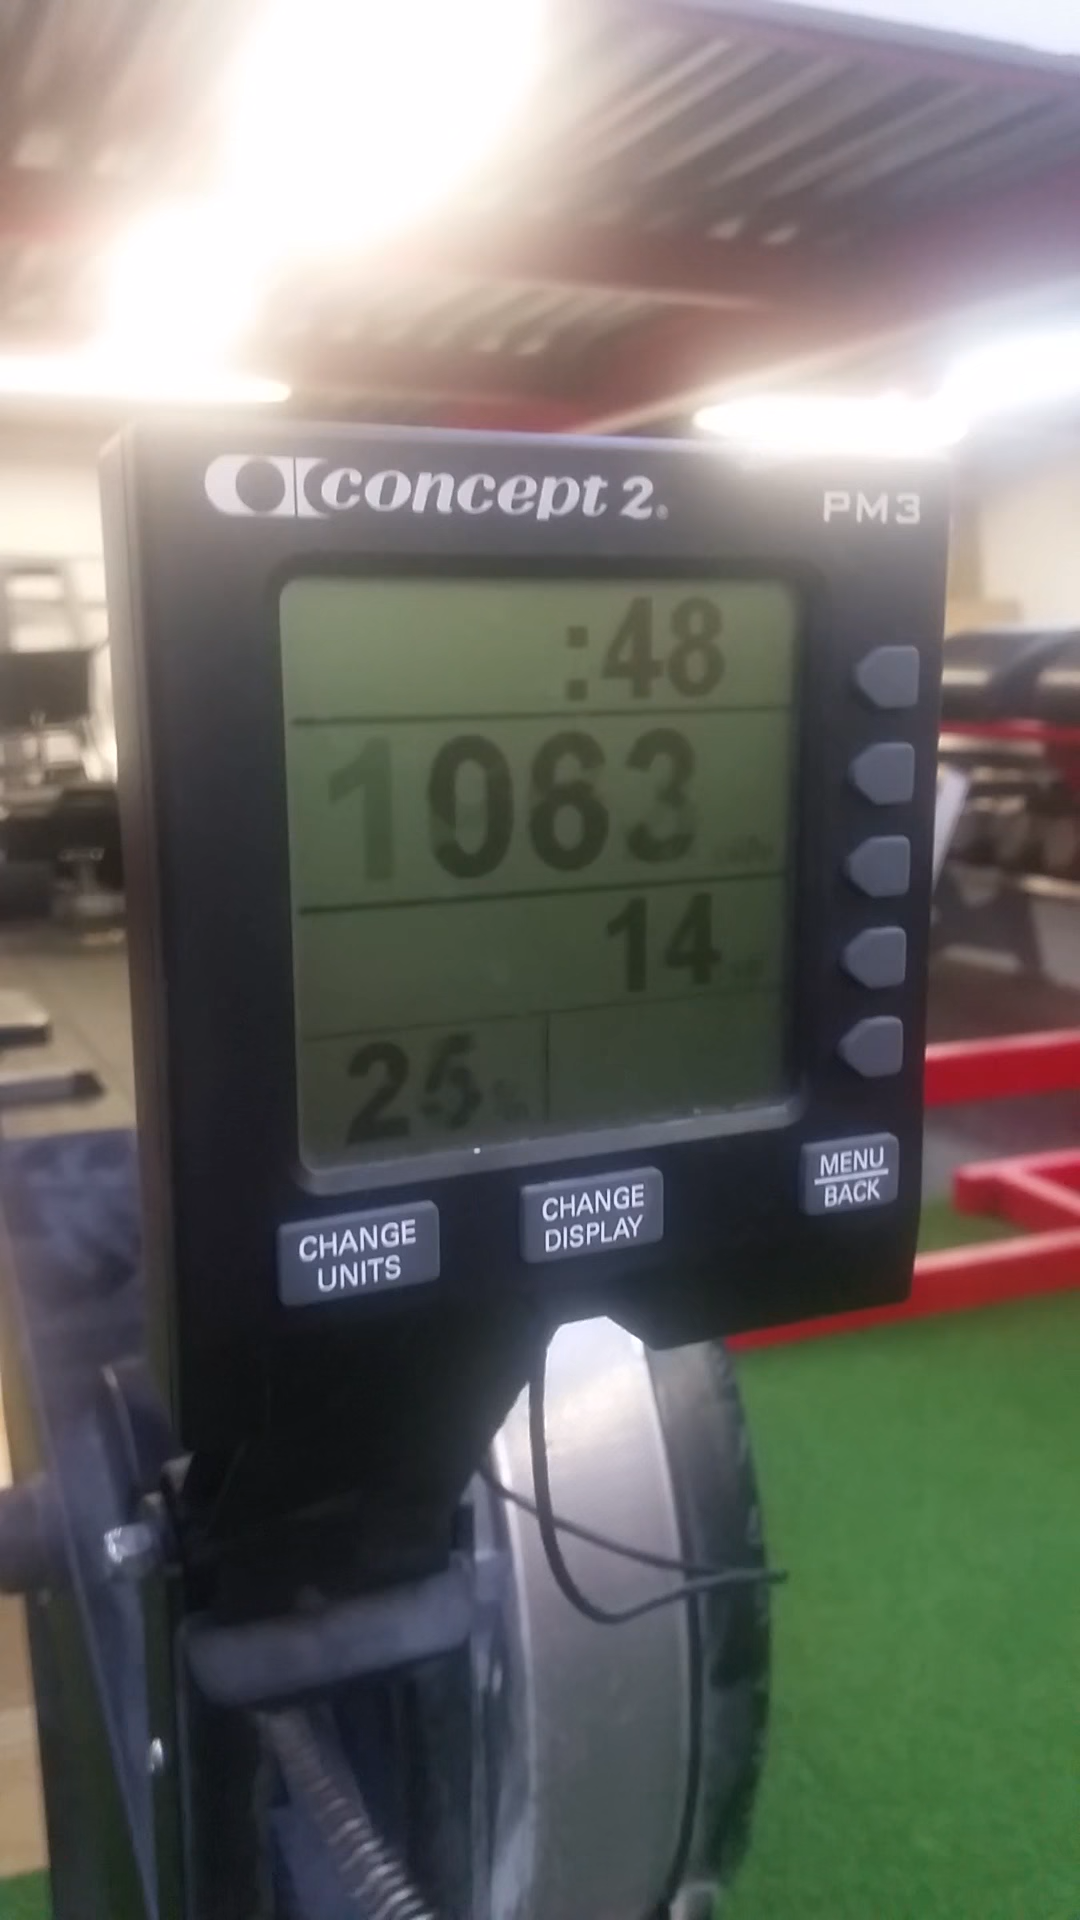 concept 2.
PM3
:48
1063
14
25
CHANGE
UNITS
CHANGE
DISPLAY
MENU
BACK